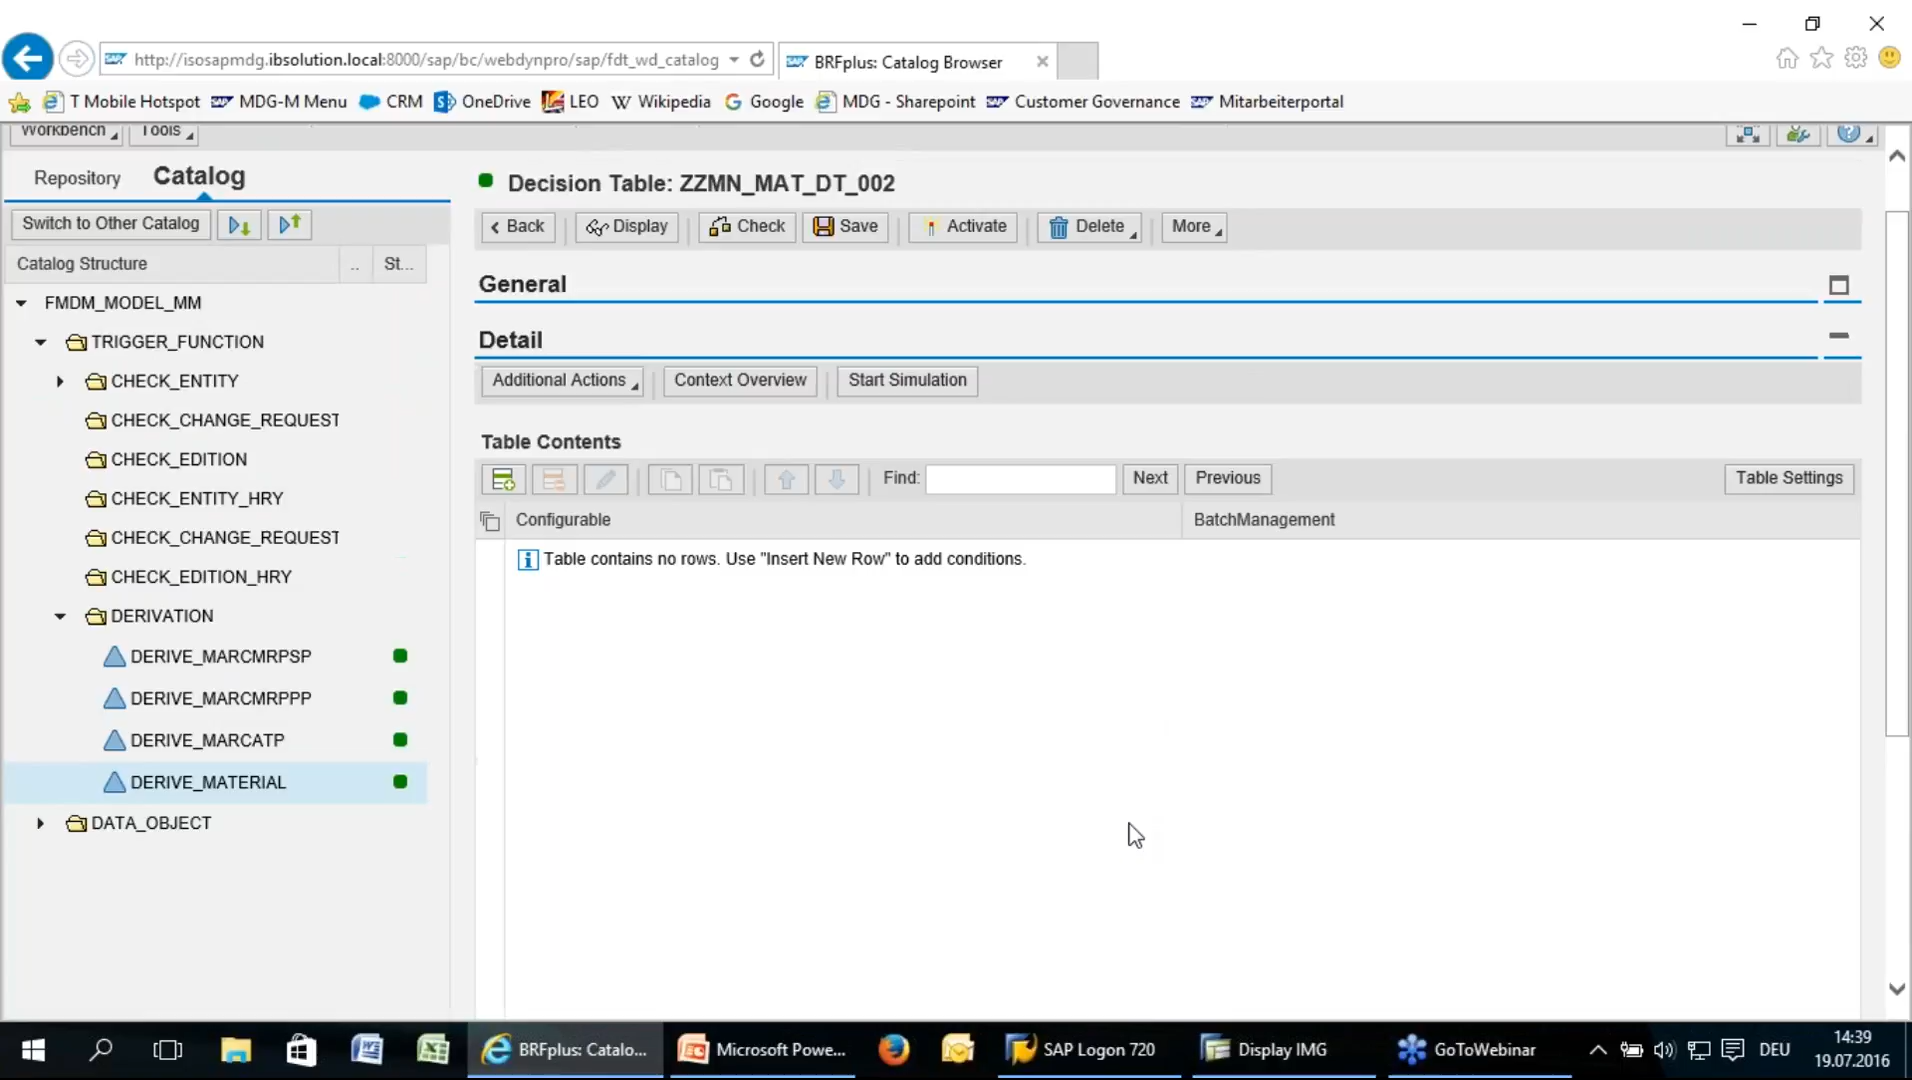 http://isosapmdg.ibsolution.local:8000/sap/bc/webdynpro/sap/fdt_wd_catalog
BRFplus: Catalog Browser
T Mobile Hotspot MDG-M Menu CRM OneDrive LEO Wikipedia Google MDG - Sharepoint Customer Governance Mitarbeiterportal
Workbench Tools
Repository Catalog
Switch to Other Catalog
Catalog Structure .. St...
FMDM_MODEL_MM
TRIGGER_FUNCTION
CHECK_ENTITY
CHECK_CHANGE_REQUEST
CHECK_EDITION
CHECK_ENTITY_HRY
CHECK_CHANGE_REQUEST
CHECK_EDITION_HRY
DERIVATION
DERIVE_MARCMRPSP
DERIVE_MARCMRPPP
DERIVE_MARCATP
DERIVE_MATERIAL
DATA_OBJECT
Decision Table: ZZMN_MAT_DT_002
Back Display Check Save Activate Delete More
General
Detail
Additional Actions Context Overview Start Simulation
Table Contents
Find: Next Previous Table Settings
Configurable BatchManagement
Table contains no rows. Use "Insert New Row" to add conditions.
BRFplus: Catalo... Microsoft Powe... SAP Logon 720 Display IMG GoToWebinar DEU 14:39
19.07.2016